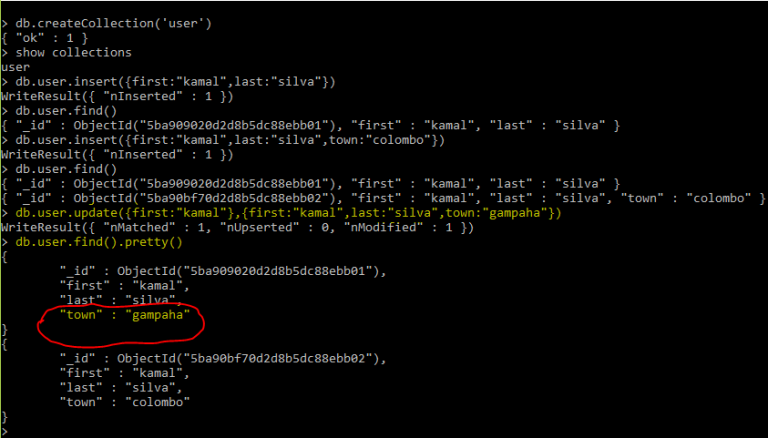 > db.createCollection('user')
{ "ok" : 1 }
> show collections
user
> db.user.insert({first:"kamal",last:"silva"})
WriteResult({ "nInserted" : 1 })
> db.user.find()
{ "_id" : ObjectId("5ba909020d2d8b5dc88ebb01"), "first" : "kamal", "last" : "silva" }
> db.user.insert({first:"kamal",last:"silva",town:"colombo"})
WriteResult({ "nInserted" : 1 })
> db.user.find()
{ "_id" : ObjectId("5ba909020d2d8b5dc88ebb01"), "first" : "kamal", "last" : "silva" }
{ "_id" : ObjectId("5ba90bf70d2d8b5dc88ebb02"), "first" : "kamal", "last" : "silva", "town" : "colombo" }
> db.user.update({first:"kamal"},{first:"kamal",last:"silva",town:"gampaha"})
WriteResult({ "nMatched" : 1, "nUpserted" : 0, "nModified" : 1 })
> db.user.find().pretty()
{
"_id" : ObjectId("5ba909020d2d8b5dc88ebb01"),
"first" : "kamal",
"last" : "silva",
"town" : "gampaha"
}
{
"_id" : ObjectId("5ba90bf70d2d8b5dc88ebb02"),
"first" : "kamal",
"last" : "silva",
"town" : "colombo"
}
>